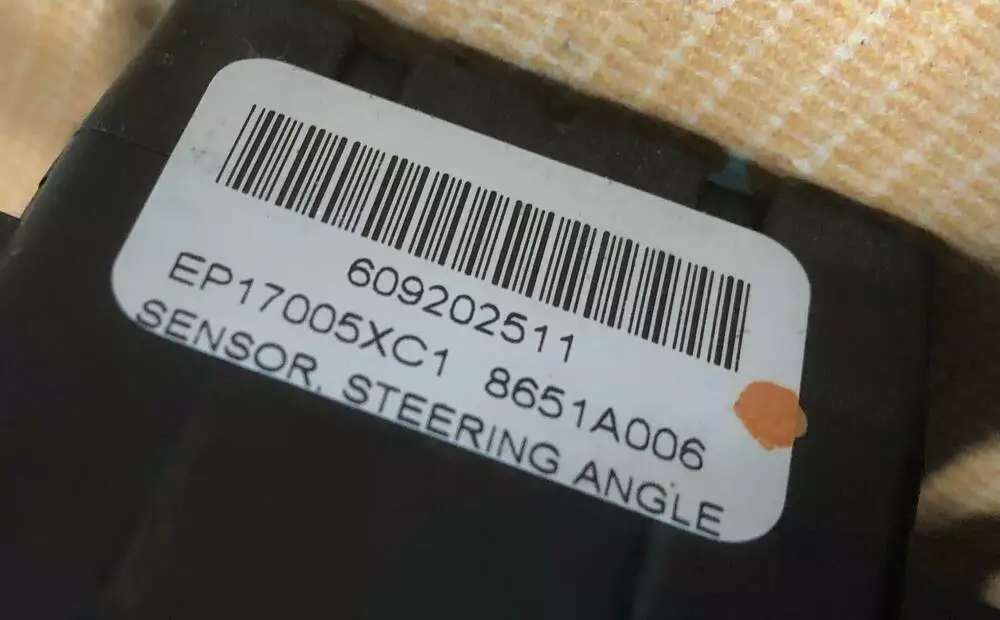 609202511
EP17005XC1 8651A006
SENSOR, STEERING ANGLE